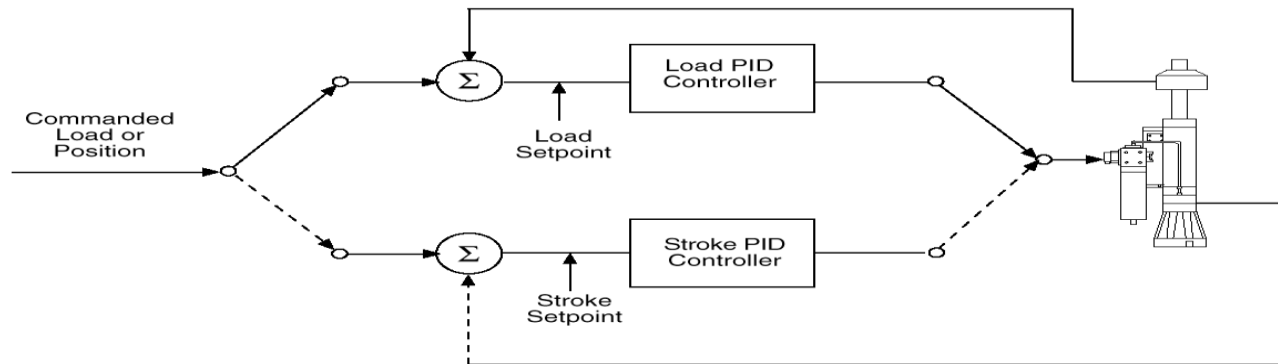 Commanded
Load or
Position
Σ
Load PID
Controller
Load
Setpoint
Σ
Stroke PID
Controller
Stroke
Setpoint